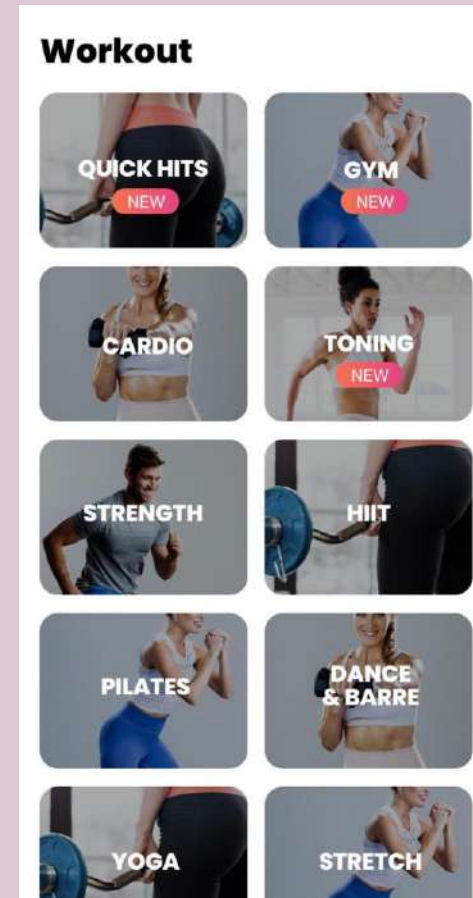 Workout
QUICK HITS
NEW
GYM
NEW
CARDIO
TONING
NEW
STRENGTH
HIIT
PILATES
DANCE
& BARRE
YOGA
STRETCH